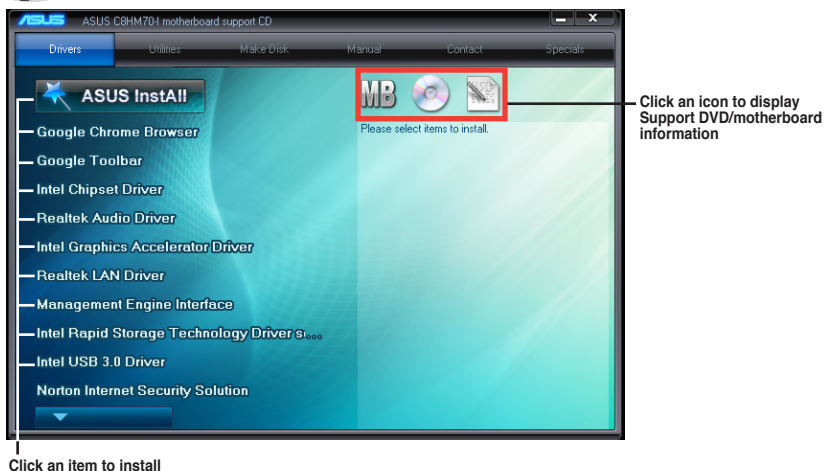 ASUS ASUS C8HM70-I motherboard support CD
Drivers Utilities Make Disk Manual Contact Specials
ASUS InstAll
MB
Please select items to install.
Google Chrome Browser
Google Toolbar
Intel Chipset Driver
Realtek Audio Driver
Intel Graphics Accelerator Driver
Realtek LAN Driver
Management Engine Interface
Intel Rapid Storage Technology Driver so...
Intel USB 3.0 Driver
Norton Internet Security Solution
Click an icon to display
Support DVD/motherboard
information
Click an item to install